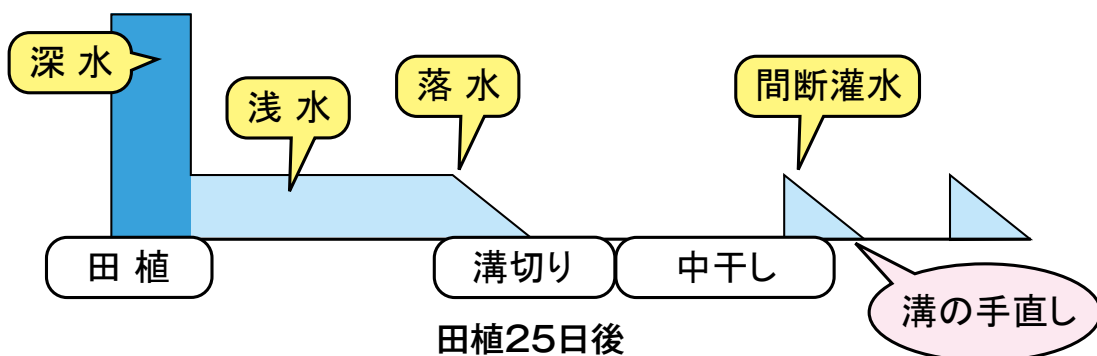 深水
浅水
落水
間断灌水
田植
溝切り
中干し
溝の手直し
田植25日後